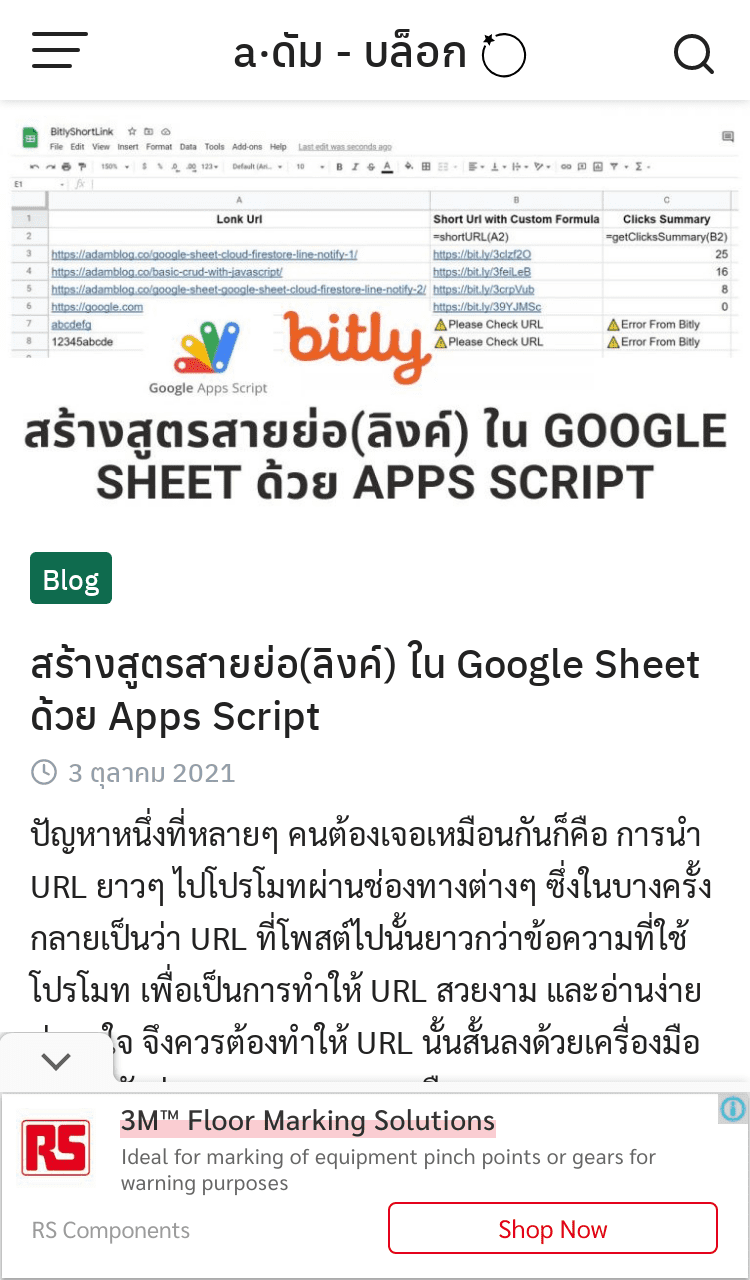 a·ดัม - บล็อก
BitlyShortLink
File Edit View Insert Format Data Tools Add-ons Help Last edit was seconds ago
150% $ % .0 .00 123 Default (Ari... 10 B I S A
E1 fx
A B C
1 Lonk Url Short Url with Custom Formula Clicks Summary
2 =shortURL(A2) =getClicksSummary(B2)
3 https://adamblog.co/google-sheet-cloud-firestore-line-notify-1/ https://bit.ly/3clzf2O 25
4 https://adamblog.co/basic-crud-with-javascript/ https://bit.ly/3feiLeB 16
5 https://adamblog.co/google-sheet-google-sheet-cloud-firestore-line-notify-2/ https://bit.ly/3crpVub 8
6 https://google.com https://bit.ly/39YJMSc 0
7 abcdefg Please Check URL Error From Bitly
8 12345abcde Please Check URL Error From Bitly
bitly
Google Apps Script
สร้างสูตรสายย่อ(ลิงค์) ใน GOOGLE
SHEET ด้วย APPS SCRIPT
Blog
สร้างสูตรสายย่อ(ลิงค์) ใน Google Sheet
ด้วย Apps Script
3 ตุลาคม 2021
ปัญหาหนึ่งที่หลายๆ คนต้องเจอเหมือนกันก็คือ การนำ
URL ยาวๆ ไปโปรโมทผ่านช่องทางต่างๆ ซึ่งในบางครั้ง
กลายเป็นว่า URL ที่โพสต์ไปนั้นยาวกว่าข้อความที่ใช้
โปรโมท เพื่อเป็นการทำให้ URL สวยงาม และอ่านง่าย
จึงควรต้องทำให้ URL นั้นสั้นลงด้วยเครื่องมือ
3M™ Floor Marking Solutions
Ideal for marking of equipment pinch points or gears for
warning purposes
RS
RS Components
Shop Now